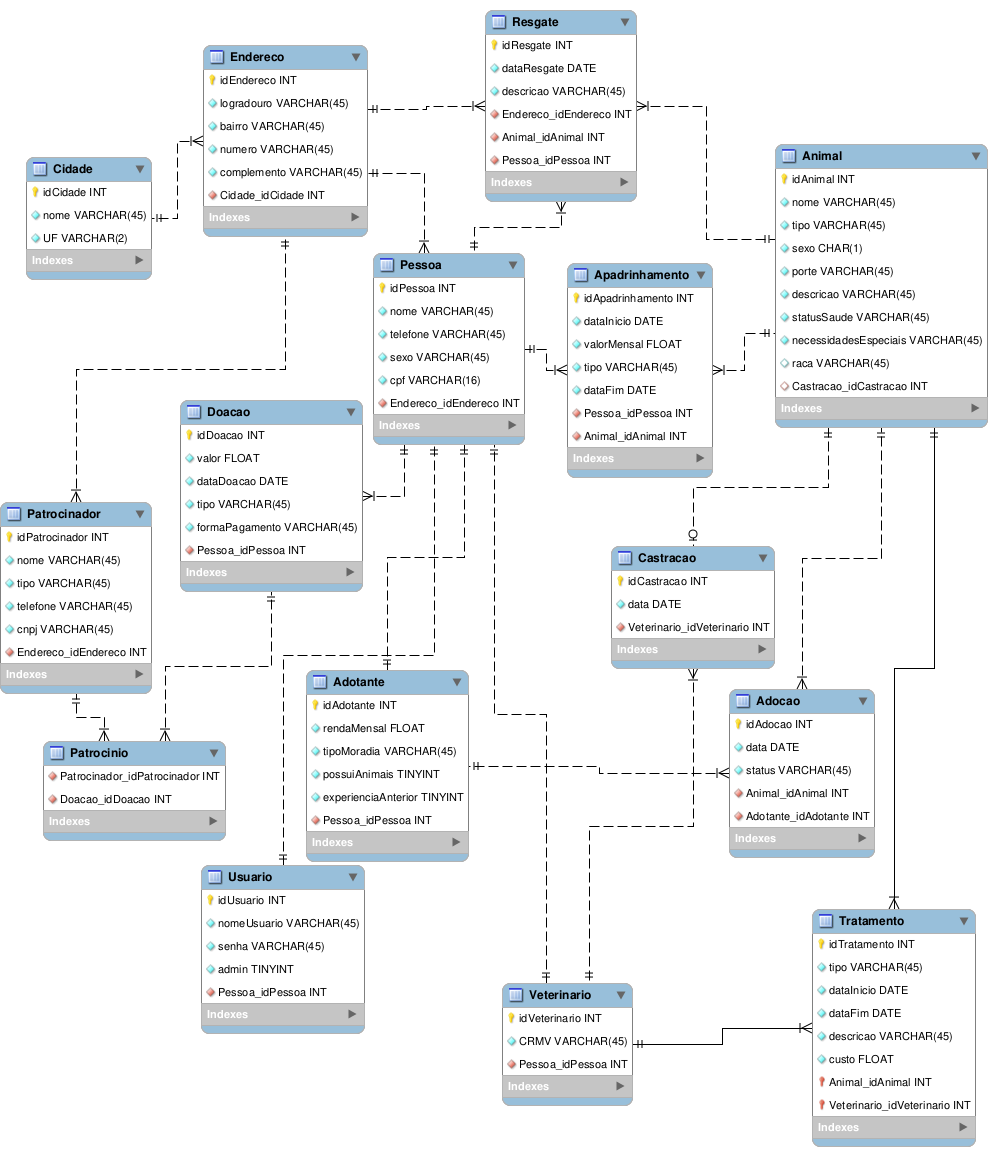 Resgate
idResgate INT
dataResgate DATE
descricao VARCHAR(45)
Endereco_idEndereco INT
Animal_idAnimal INT
Pessoa_idPessoa INT
Indexes
Endereco
idEndereco INT
logradouro VARCHAR(45)
bairro VARCHAR(45)
numero VARCHAR(45)
complemento VARCHAR(45)
Cidade_idCidade INT
Indexes
Cidade
idCidade INT
nome VARCHAR(45)
UF VARCHAR(2)
Indexes
Animal
idAnimal INT
nome VARCHAR(45)
tipo VARCHAR(45)
sexo CHAR(1)
porte VARCHAR(45)
descricao VARCHAR(45)
statusSaude VARCHAR(45)
necessidadesEspeciais VARCHAR(45)
raca VARCHAR(45)
Castracao_idCastracao INT
Indexes
Pessoa
idPessoa INT
nome VARCHAR(45)
telefone VARCHAR(45)
sexo VARCHAR(45)
cpf VARCHAR(16)
Endereco_idEndereco INT
Indexes
Apadrinhamento
idApadrinhamento INT
dataInicio DATE
valorMensal FLOAT
tipo VARCHAR(45)
dataFim DATE
Pessoa_idPessoa INT
Animal_idAnimal INT
Indexes
Doacao
idDoacao INT
valor FLOAT
dataDoacao DATE
tipo VARCHAR(45)
formaPagamento VARCHAR(45)
Pessoa_idPessoa INT
Indexes
Patrocinador
idPatrocinador INT
nome VARCHAR(45)
tipo VARCHAR(45)
telefone VARCHAR(45)
cnpj VARCHAR(45)
Endereco_idEndereco INT
Indexes
Castracao
idCastracao INT
data DATE
Veterinario_idVeterinario INT
Indexes
Adotante
idAdotante INT
rendaMensal FLOAT
tipoMoradia VARCHAR(45)
possuiAnimais TINYINT
experienciaAnterior TINYINT
Pessoa_idPessoa INT
Indexes
Adocao
idAdocao INT
data DATE
status VARCHAR(45)
Animal_idAnimal INT
Adotante_idAdotante INT
Indexes
Patrocinio
Patrocinador_idPatrocinador INT
Doacao_idDoacao INT
Indexes
Usuario
idUsuario INT
nomeUsuario VARCHAR(45)
senha VARCHAR(45)
admin TINYINT
Pessoa_idPessoa INT
Indexes
Tratamento
idTratamento INT
tipo VARCHAR(45)
dataInicio DATE
dataFim DATE
descricao VARCHAR(45)
custo FLOAT
Animal_idAnimal INT
Veterinario_idVeterinario INT
Indexes
Veterinario
idVeterinario INT
CRMV VARCHAR(45)
Pessoa_idPessoa INT
Indexes